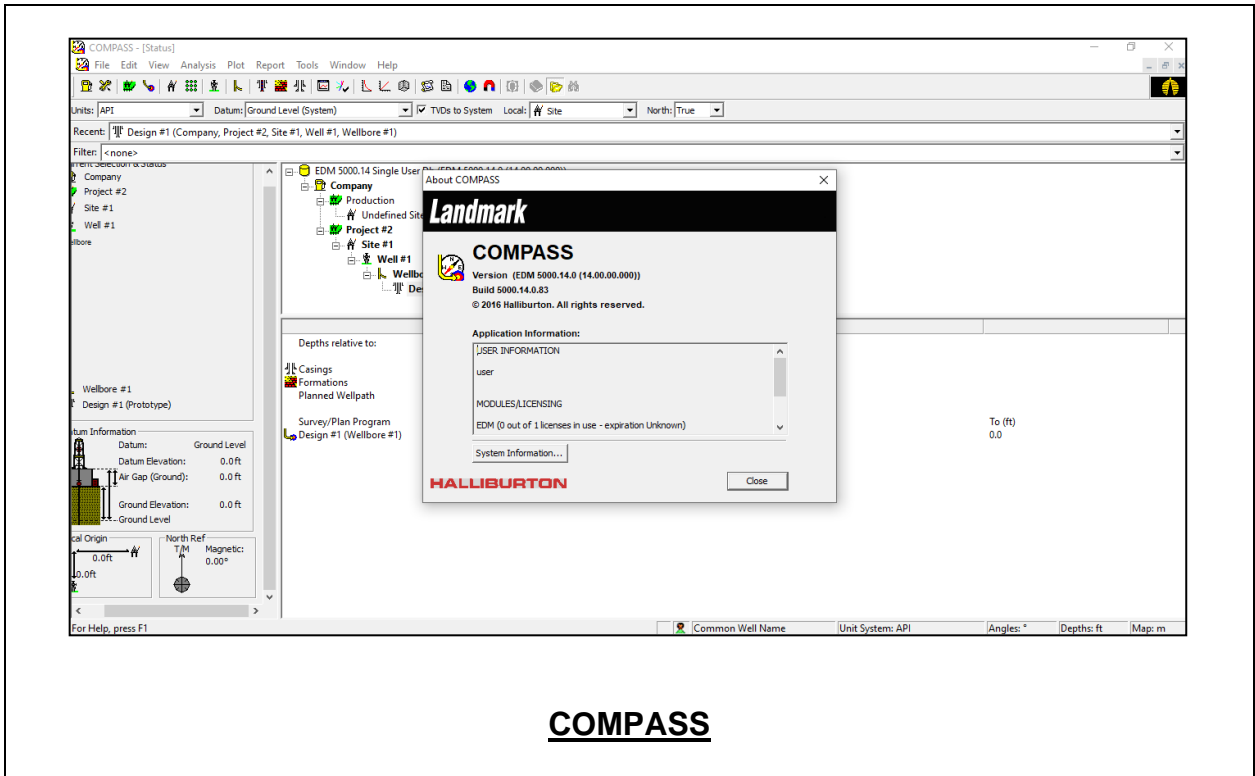 COMPASS - [Status]
File Edit View Analysis Plot Report Tools Window Help
Units: API Datum: Ground Level (System) TVDs to System Local: Site North: True
Recent: Design #1 (Company, Project #2, Site #1, Well #1, Wellbore #1)
Filter: <none>
Company
Project #2
Site #1
Well #1
ellbore
Wellbore #1
Design #1 (Prototype)
tum Information
Datum: Ground Level
Datum Elevation: 0.0 ft
Air Gap (Ground): 0.0 ft
Ground Elevation: 0.0 ft
Ground Level
cal Origin
0.0ft
0.0ft
North Ref
T/M Magnetic:
0.00°
EDM 5000.14 Single User
Company
Production
Undefined Site
Project #2
Site #1
Well #1
Wellbo
De
Depths relative to:
Casings
Formations
Planned Wellpath
Survey/Plan Program To (ft)
Design #1 (Wellbore #1) 0.0
About COMPASS
Landmark
COMPASS
Version (EDM 5000.14.0 (14.00.00.000))
Build 5000.14.0.83
© 2016 Halliburton. All rights reserved.
Application Information:
USER INFORMATION
user
MODULES/LICENSING
EDM (0 out of 1 licenses in use - expiration Unknown)
System Information...
HALLIBURTON
Close
For Help, press F1 Common Well Name Unit System: API Angles: ° Depths: ft Map: m
COMPASS